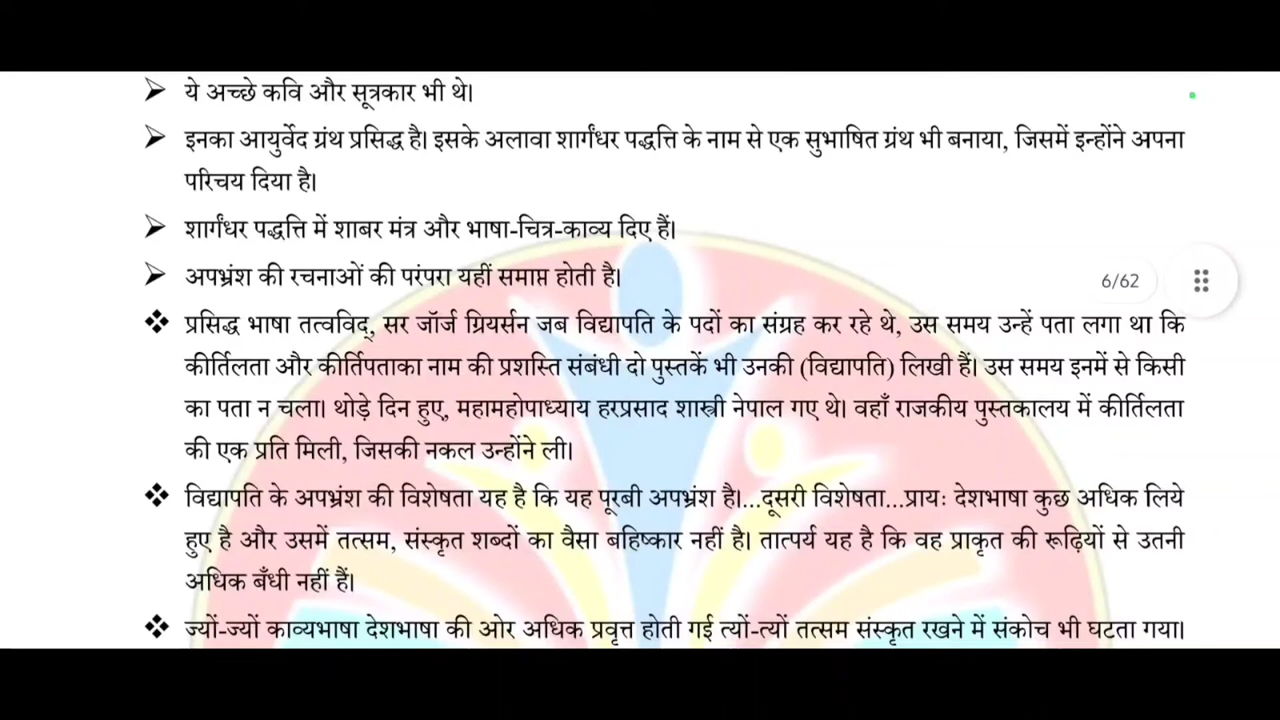 ➤ ये अच्छे कवि और सूत्रकार भी थे।
➤ इनका आयुर्वेद ग्रंथ प्रसिद्ध है। इसके अलावा शार्गंधर पद्धत्ति के नाम से एक सुभाषित ग्रंथ भी बनाया, जिसमें इन्होंने अपना
परिचय दिया है।
➤ शार्गंधर पद्धत्ति में शाबर मंत्र और भाषा-चित्र-काव्य दिए हैं।
➤ अपभ्रंश की रचनाओं की परंपरा यहीं समाप्त होती है।
6/62
❖ प्रसिद्ध भाषा तत्वविद्, सर जॉर्ज ग्रियर्सन जब विद्यापति के पदों का संग्रह कर रहे थे, उस समय उन्हें पता लगा था कि
कीर्तिलता और कीर्तिपताका नाम की प्रशस्ति संबंधी दो पुस्तकें भी उनकी (विद्यापति) लिखी हैं। उस समय इनमें से किसी
का पता न चला। थोड़े दिन हुए, महामहोपाध्याय हरप्रसाद शास्त्री नेपाल गए थे। वहाँ राजकीय पुस्तकालय में कीर्तिलता
की एक प्रति मिली, जिसकी नकल उन्होंने ली।
❖ विद्यापति के अपभ्रंश की विशेषता यह है कि यह पूरबी अपभ्रंश है।...दूसरी विशेषता...प्रायः देशभाषा कुछ अधिक लिये
हुए है और उसमें तत्सम, संस्कृत शब्दों का वैसा बहिष्कार नहीं है। तात्पर्य यह है कि वह प्राकृत की रूढ़ियों से उतनी
अधिक बँधी नहीं हैं।
❖ ज्यों-ज्यों काव्यभाषा देशभाषा की ओर अधिक प्रवृत्त होती गई त्यों-त्यों तत्सम संस्कृत रखने में संकोच भी घटता गया।